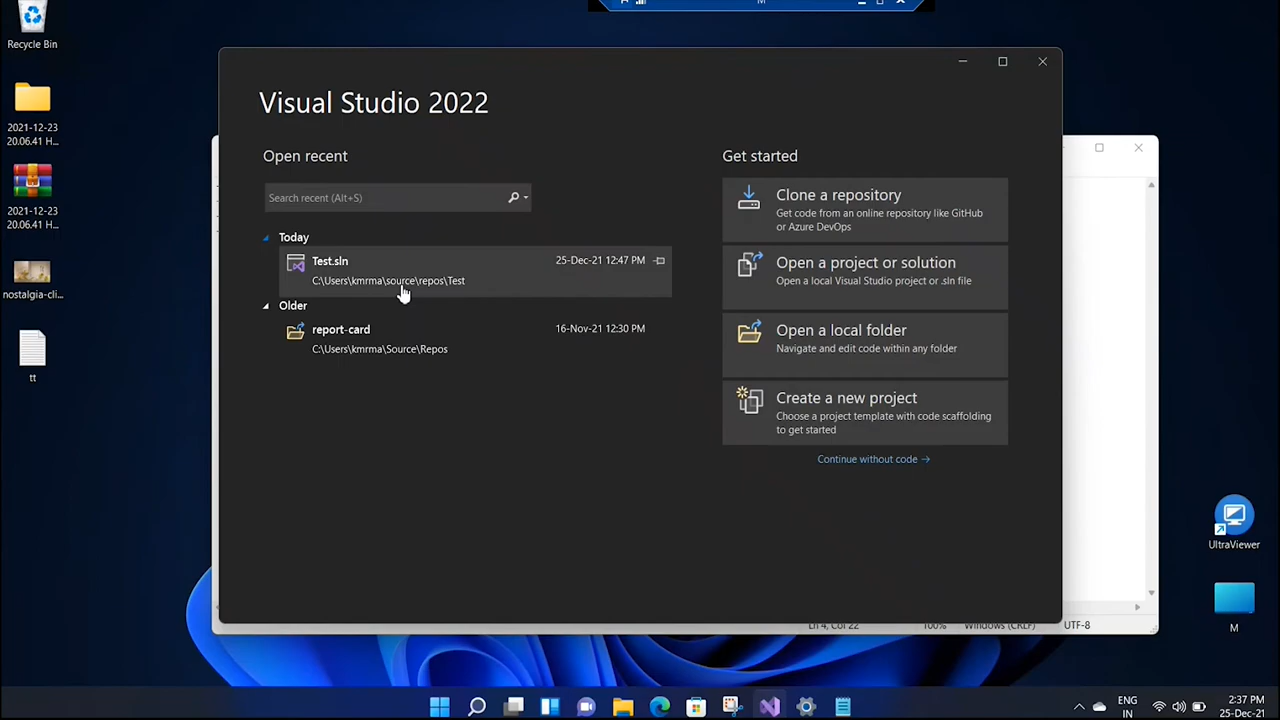 M
Recycle Bin
2021-12-23
20.06.41 H...
2021-12-23
20.06.41 H...
nostalgia-cli...
tt
Visual Studio 2022
Open recent
Search recent (Alt+S)
Today
Test.sln
25-Dec-21 12:47 PM
C:\Users\kmrma\source\repos\Test
Older
report-card
16-Nov-21 12:30 PM
C:\Users\kmrma\Source\Repos
Get started
Clone a repository
Get code from an online repository like GitHub
or Azure DevOps
Open a project or solution
Open a local Visual Studio project or .sln file
Open a local folder
Navigate and edit code within any folder
Create a new project
Choose a project template with code scaffolding
to get started
Continue without code →
Ln 4, Col 22
100%
Windows (CRLF)
UTF-8
UltraViewer
M
ENG
IN
2:37 PM
25-Dec-21